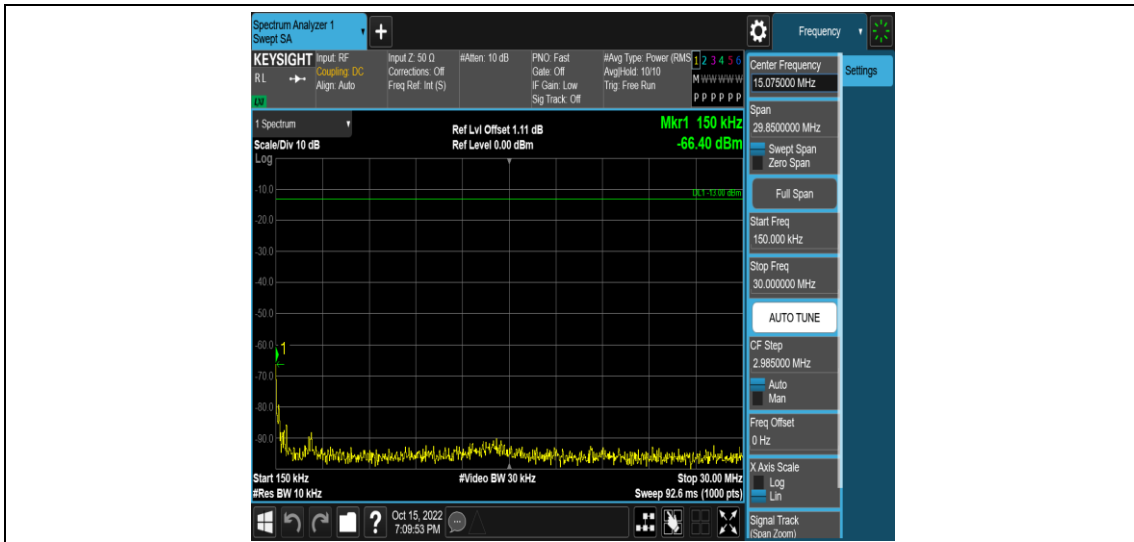 Spectrum Analyzer 1
Swept SA
+
Frequency
KEYSIGHT
RL
LXI
Input: RF
Coupling: DC
Align: Auto
Input Z: 50 Ω
Corrections: Off
Freq Ref: Int (S)
#Atten: 10 dB
PNO: Fast
Gate: Off
IF Gain: Low
Sig Track: Off
#Avg Type: Power (RMS
Avg|Hold: 10/10
Trig: Free Run
1 2 3 4 5 6
M W W W W W
P P P P P P
1 Spectrum
Scale/Div 10 dB
Log
Ref Lvl Offset 1.11 dB
Ref Level 0.00 dBm
Mkr1 150 kHz
-66.40 dBm
DL1 -13.00 dBm
-10.0
-20.0
-30.0
-40.0
-50.0
-60.0
1
-70.0
-80.0
-90.0
Start 150 kHz
#Video BW 30 kHz
Stop 30.00 MHz
#Res BW 10 kHz
Sweep 92.6 ms (1000 pts)
Settings
Center Frequency
15.075000 MHz
Span
29.8500000 MHz
Swept Span
Zero Span
Full Span
Start Freq
150.000 kHz
Stop Freq
30.000000 MHz
AUTO TUNE
CF Step
2.985000 MHz
Auto
Man
Freq Offset
0 Hz
X Axis Scale
Log
Lin
Signal Track
(Span Zoom)
?
Oct 15, 2022
7:09:53 PM